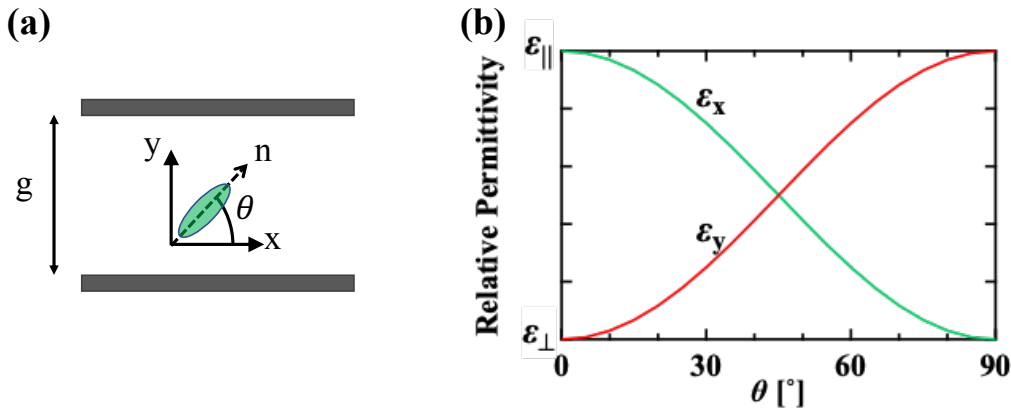 (a)
g
y
n
θ
x
(b)
Relative Permittivity
ε||
εx
εy
ε⊥
0
30
60
90
θ [°]